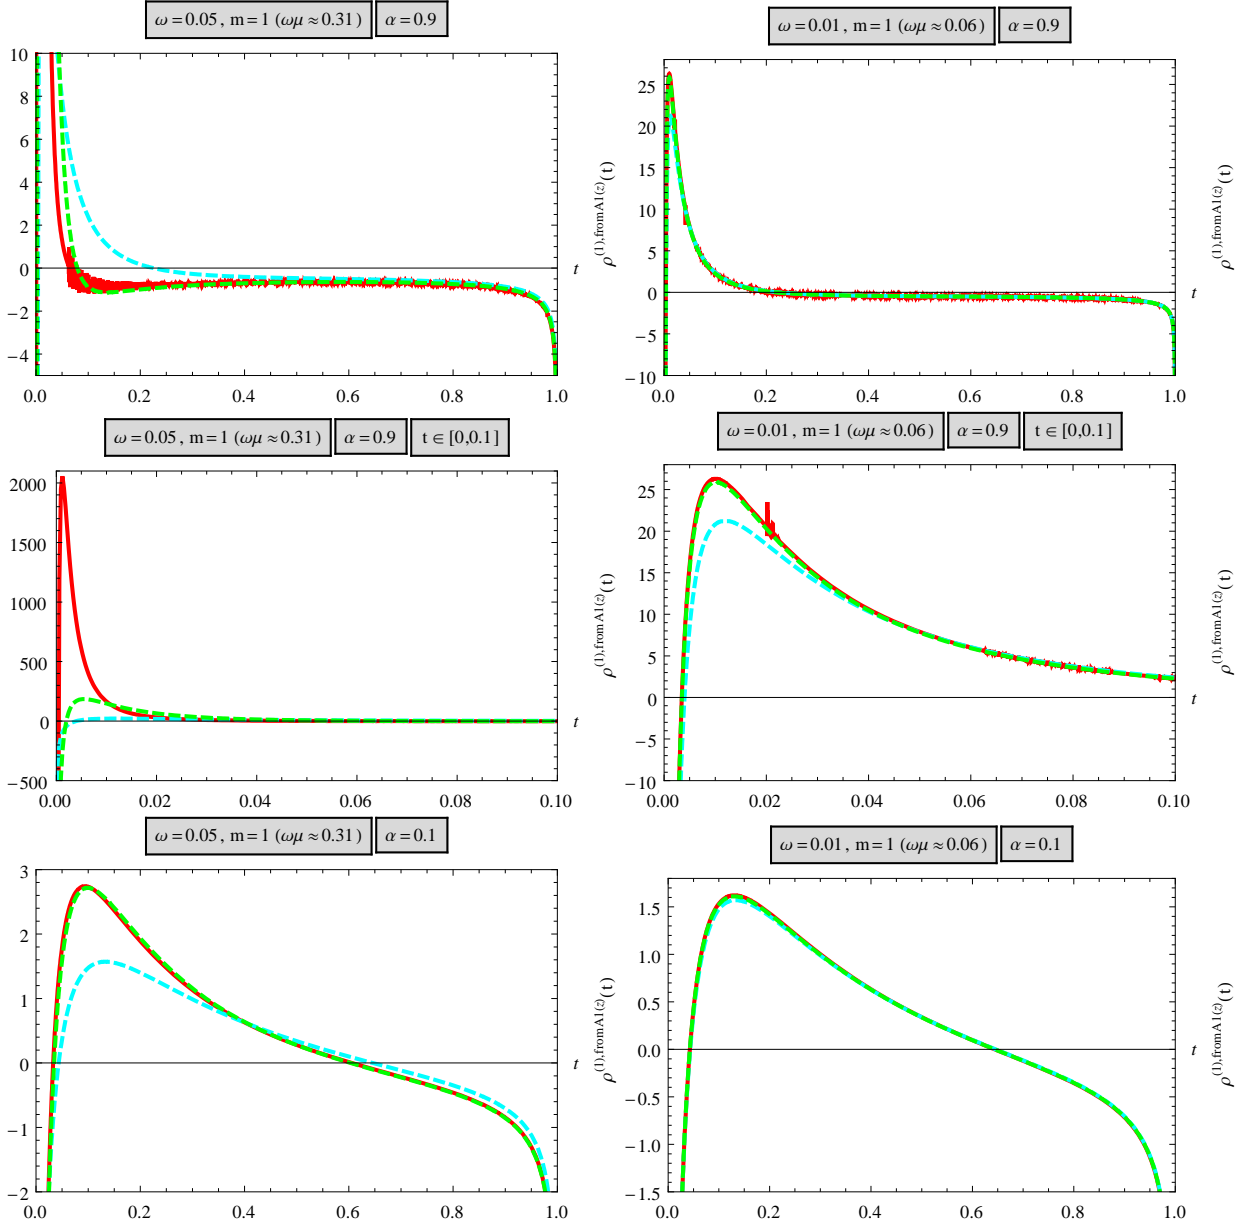 ω = 0.05 , m = 1 (ωμ ≈ 0.31) α = 0.9
10
8
6
4
2
0
−2
−4
0.0 0.2 0.4 0.6 0.8 1.0
t
ρ(1),fromA1(z)(t)
ω = 0.01 , m = 1 (ωμ ≈ 0.06) α = 0.9
25
20
15
10
5
0
−5
−10
0.0 0.2 0.4 0.6 0.8 1.0
t
ρ(1),fromA1(z)(t)
ω = 0.05 , m = 1 (ωμ ≈ 0.31) α = 0.9 t ∈ [0,0.1]
2000
1500
1000
500
0
−500
0.00 0.02 0.04 0.06 0.08 0.10
t
ρ(1),fromA1(z)(t)
ω = 0.01 , m = 1 (ωμ ≈ 0.06) α = 0.9 t ∈ [0,0.1]
25
20
15
10
5
0
−5
−10
0.00 0.02 0.04 0.06 0.08 0.10
t
ρ(1),fromA1(z)(t)
ω = 0.05 , m = 1 (ωμ ≈ 0.31) α = 0.1
3
2
1
0
−1
−2
0.0 0.2 0.4 0.6 0.8 1.0
t
ρ(1),fromA1(z)(t)
ω = 0.01 , m = 1 (ωμ ≈ 0.06) α = 0.1
1.5
1.0
0.5
0.0
−0.5
−1.0
−1.5
0.0 0.2 0.4 0.6 0.8 1.0
t
ρ(1),fromA1(z)(t)